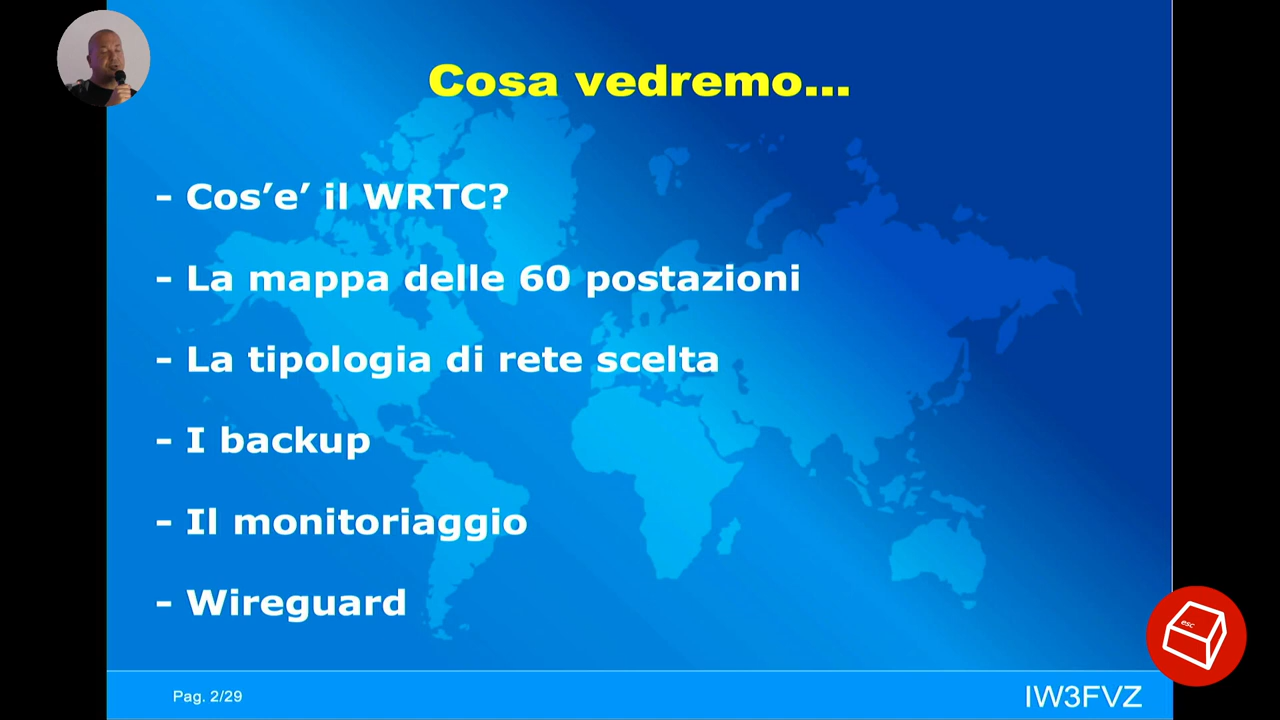 Cosa vedremo...
- Cos’e’ il WRTC?
- La mappa delle 60 postazioni
- La tipologia di rete scelta
- I backup
- Il monitoriaggio
- Wireguard
esc
Pag. 2/29
IW3FVZ